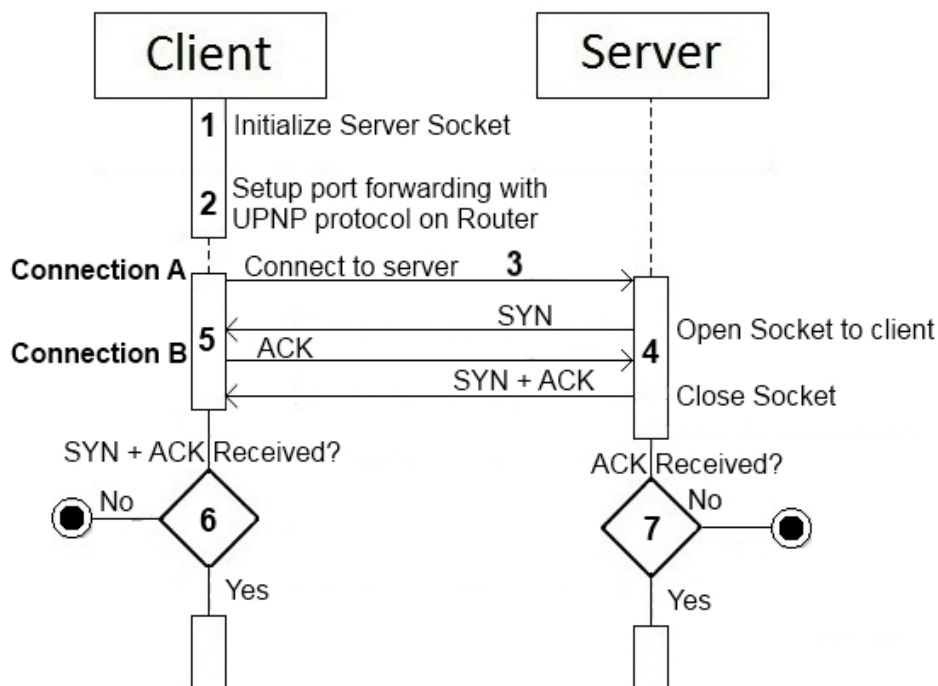 Client
Server
1 Initialize Server Socket
2 Setup port forwarding with
UPNP protocol on Router
Connection A
Connect to server 3
SYN
5
4
Open Socket to client
Connection B
ACK
SYN + ACK
Close Socket
SYN + ACK Received?
ACK Received?
No
6
No
7
Yes
Yes